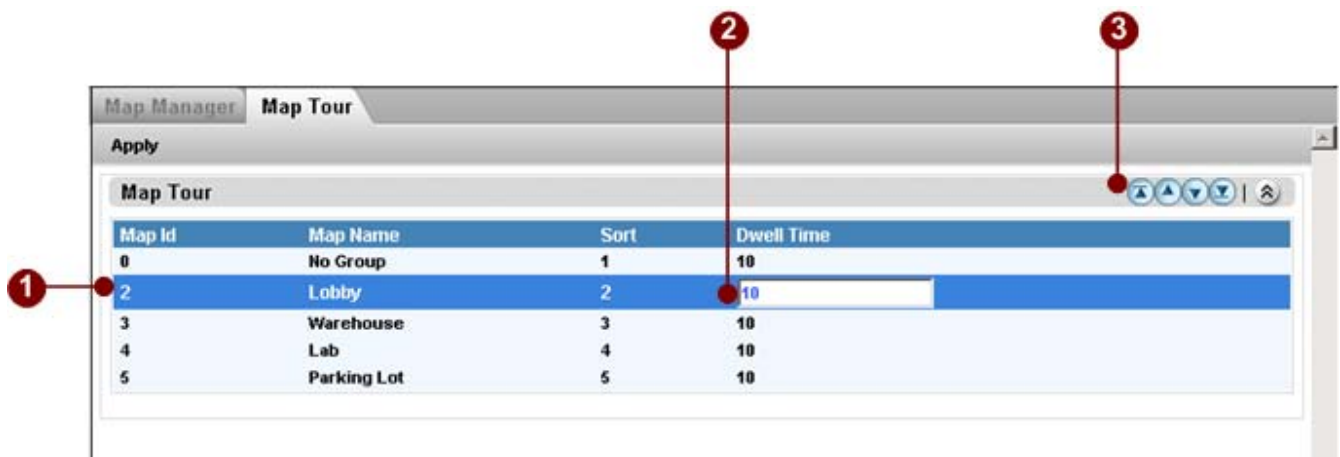 2 3
Map Manager Map Tour
Apply
Map Tour
Map Id Map Name Sort Dwell Time
0 No Group 1 10
1
2 Lobby 2 10
3 Warehouse 3 10
4 Lab 4 10
5 Parking Lot 5 10